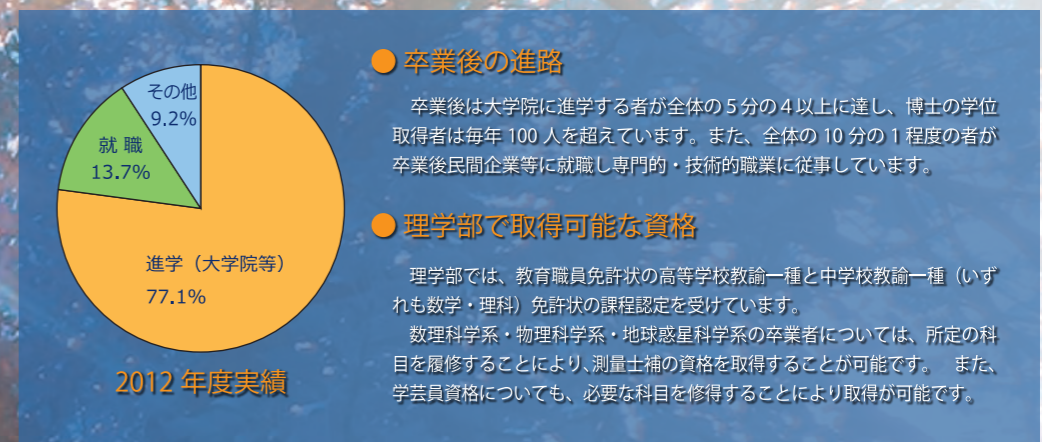 その他
9.2%
就 職
13.7%
進学（大学院等）
77.1%
2012 年度実績
● 卒業後の進路
卒業後は大学院に進学する者が全体の５分の４以上に達し、博士の学位
取得者は毎年 100 人を超えています。また、全体の 10 分の 1 程度の者が
卒業後民間企業等に就職し専門的・技術的職業に従事しています。
● 理学部で取得可能な資格
理学部では、教育職員免許状の高等学校教諭一種と中学校教諭一種（いず
れも数学・理科）免許状の課程認定を受けています。
数理科学系・物理科学系・地球惑星科学系の卒業者については、所定の科
目を履修することにより､測量士補の資格を取得することが可能です。　また、
学芸員資格についても、必要な科目を修得することにより取得が可能です。